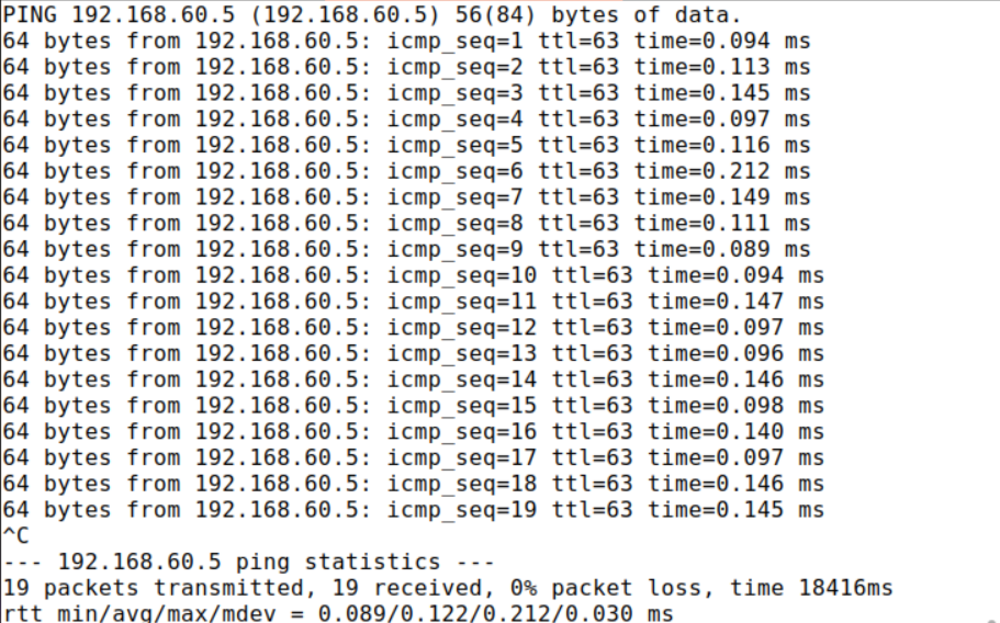 PING 192.168.60.5 (192.168.60.5) 56(84) bytes of data.
64 bytes from 192.168.60.5: icmp_seq=1 ttl=63 time=0.094 ms
64 bytes from 192.168.60.5: icmp_seq=2 ttl=63 time=0.113 ms
64 bytes from 192.168.60.5: icmp_seq=3 ttl=63 time=0.145 ms
64 bytes from 192.168.60.5: icmp_seq=4 ttl=63 time=0.097 ms
64 bytes from 192.168.60.5: icmp_seq=5 ttl=63 time=0.116 ms
64 bytes from 192.168.60.5: icmp_seq=6 ttl=63 time=0.212 ms
64 bytes from 192.168.60.5: icmp_seq=7 ttl=63 time=0.149 ms
64 bytes from 192.168.60.5: icmp_seq=8 ttl=63 time=0.111 ms
64 bytes from 192.168.60.5: icmp_seq=9 ttl=63 time=0.089 ms
64 bytes from 192.168.60.5: icmp_seq=10 ttl=63 time=0.094 ms
64 bytes from 192.168.60.5: icmp_seq=11 ttl=63 time=0.147 ms
64 bytes from 192.168.60.5: icmp_seq=12 ttl=63 time=0.097 ms
64 bytes from 192.168.60.5: icmp_seq=13 ttl=63 time=0.096 ms
64 bytes from 192.168.60.5: icmp_seq=14 ttl=63 time=0.146 ms
64 bytes from 192.168.60.5: icmp_seq=15 ttl=63 time=0.098 ms
64 bytes from 192.168.60.5: icmp_seq=16 ttl=63 time=0.140 ms
64 bytes from 192.168.60.5: icmp_seq=17 ttl=63 time=0.097 ms
64 bytes from 192.168.60.5: icmp_seq=18 ttl=63 time=0.146 ms
64 bytes from 192.168.60.5: icmp_seq=19 ttl=63 time=0.145 ms
^C
--- 192.168.60.5 ping statistics ---
19 packets transmitted, 19 received, 0% packet loss, time 18416ms
rtt min/avg/max/mdev = 0.089/0.122/0.212/0.030 ms